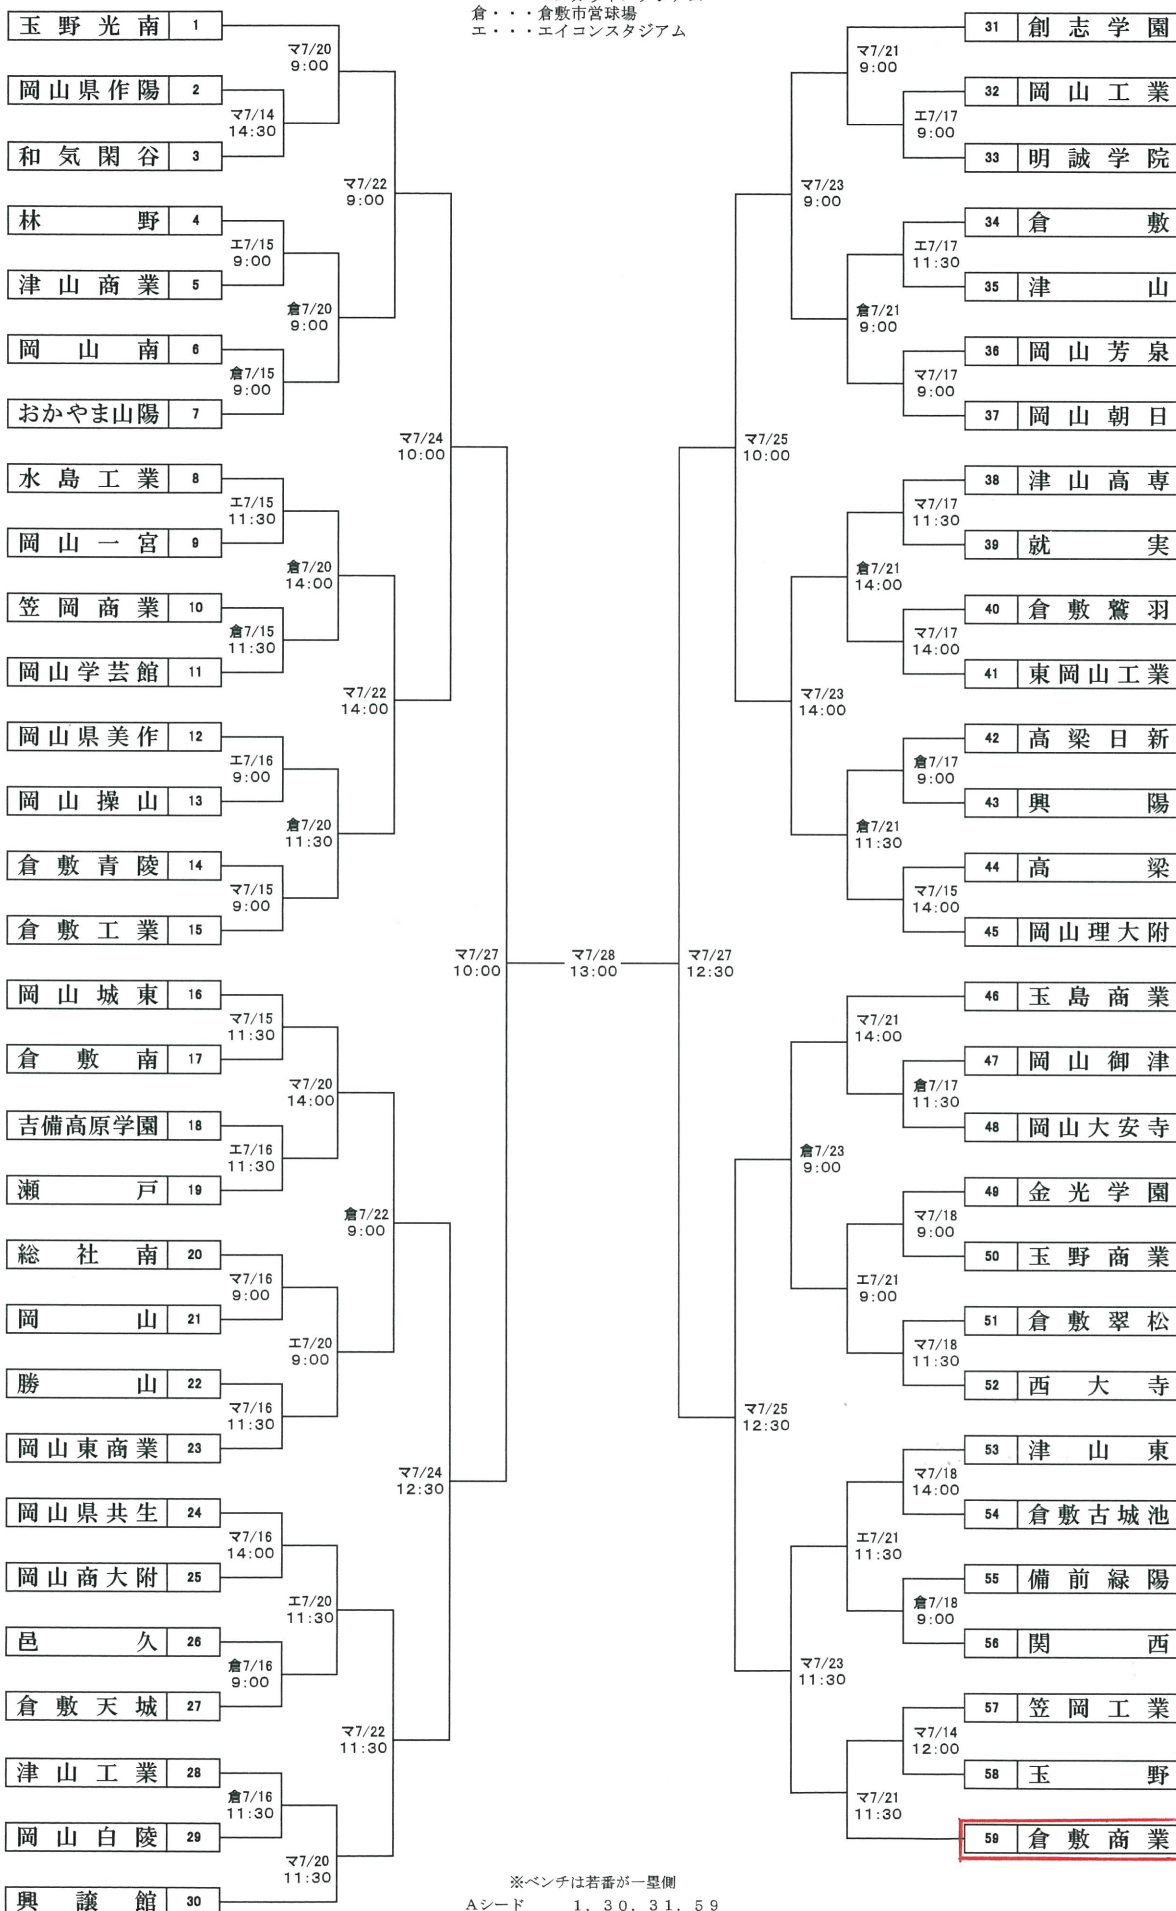 倉・・・倉敷市営球場
エ・・・エイコンスタジアム
玉野光南 1
マ7/20
9:00
岡山県作陽 2
マ7/14
14:30
和気閑谷 3
マ7/22
9:00
林野 4
エ7/15
9:00
津山商業 5
倉7/20
9:00
岡山南 6
倉7/15
9:00
おかやま山陽 7
マ7/24
10:00
水島工業 8
エ7/15
11:30
岡山一宮 9
倉7/20
14:00
笠岡商業 10
倉7/15
11:30
岡山学芸館 11
マ7/22
14:00
岡山県美作 12
エ7/16
9:00
岡山操山 13
倉7/20
11:30
倉敷青陵 14
マ7/15
9:00
倉敷工業 15
マ7/27
10:00
岡山城東 16
マ7/15
11:30
倉敷南 17
マ7/20
14:00
吉備高原学園 18
エ7/16
11:30
瀬戸 19
倉7/22
9:00
総社南 20
マ7/16
9:00
岡山 21
エ7/20
9:00
勝山 22
マ7/16
11:30
岡山東商業 23
マ7/24
12:30
岡山県共生 24
マ7/16
14:00
岡山商大附 25
エ7/20
11:30
邑久 26
倉7/16
9:00
倉敷天城 27
マ7/22
11:30
津山工業 28
倉7/16
11:30
岡山白陵 29
マ7/20
11:30
興譲館 30
マ7/28
13:00
31 創志学園
マ7/21
9:00
32 岡山工業
エ7/17
9:00
33 明誠学院
マ7/23
9:00
34 倉敷
エ7/17
11:30
35 津山
倉7/21
9:00
36 岡山芳泉
マ7/17
9:00
37 岡山朝日
マ7/25
10:00
38 津山高専
マ7/17
11:30
39 就実
倉7/21
14:00
40 倉敷鷲羽
マ7/17
14:00
41 東岡山工業
マ7/23
14:00
42 高梁日新
倉7/17
9:00
43 興陽
倉7/21
11:30
44 高梁
マ7/15
14:00
45 岡山理大附
マ7/27
12:30
46 玉島商業
マ7/21
14:00
47 岡山御津
倉7/17
11:30
48 岡山大安寺
倉7/23
9:00
49 金光学園
マ7/18
9:00
50 玉野商業
エ7/21
9:00
51 倉敷翠松
マ7/18
11:30
52 西大寺
マ7/25
12:30
53 津山東
マ7/18
14:00
54 倉敷古城池
エ7/21
11:30
55 備前緑陽
倉7/18
9:00
56 関西
マ7/23
11:30
57 笠岡工業
マ7/14
12:00
58 玉野
マ7/21
11:30
59 倉敷商業
※ベンチは若番が一塁側
Aシード 1，30，31，59